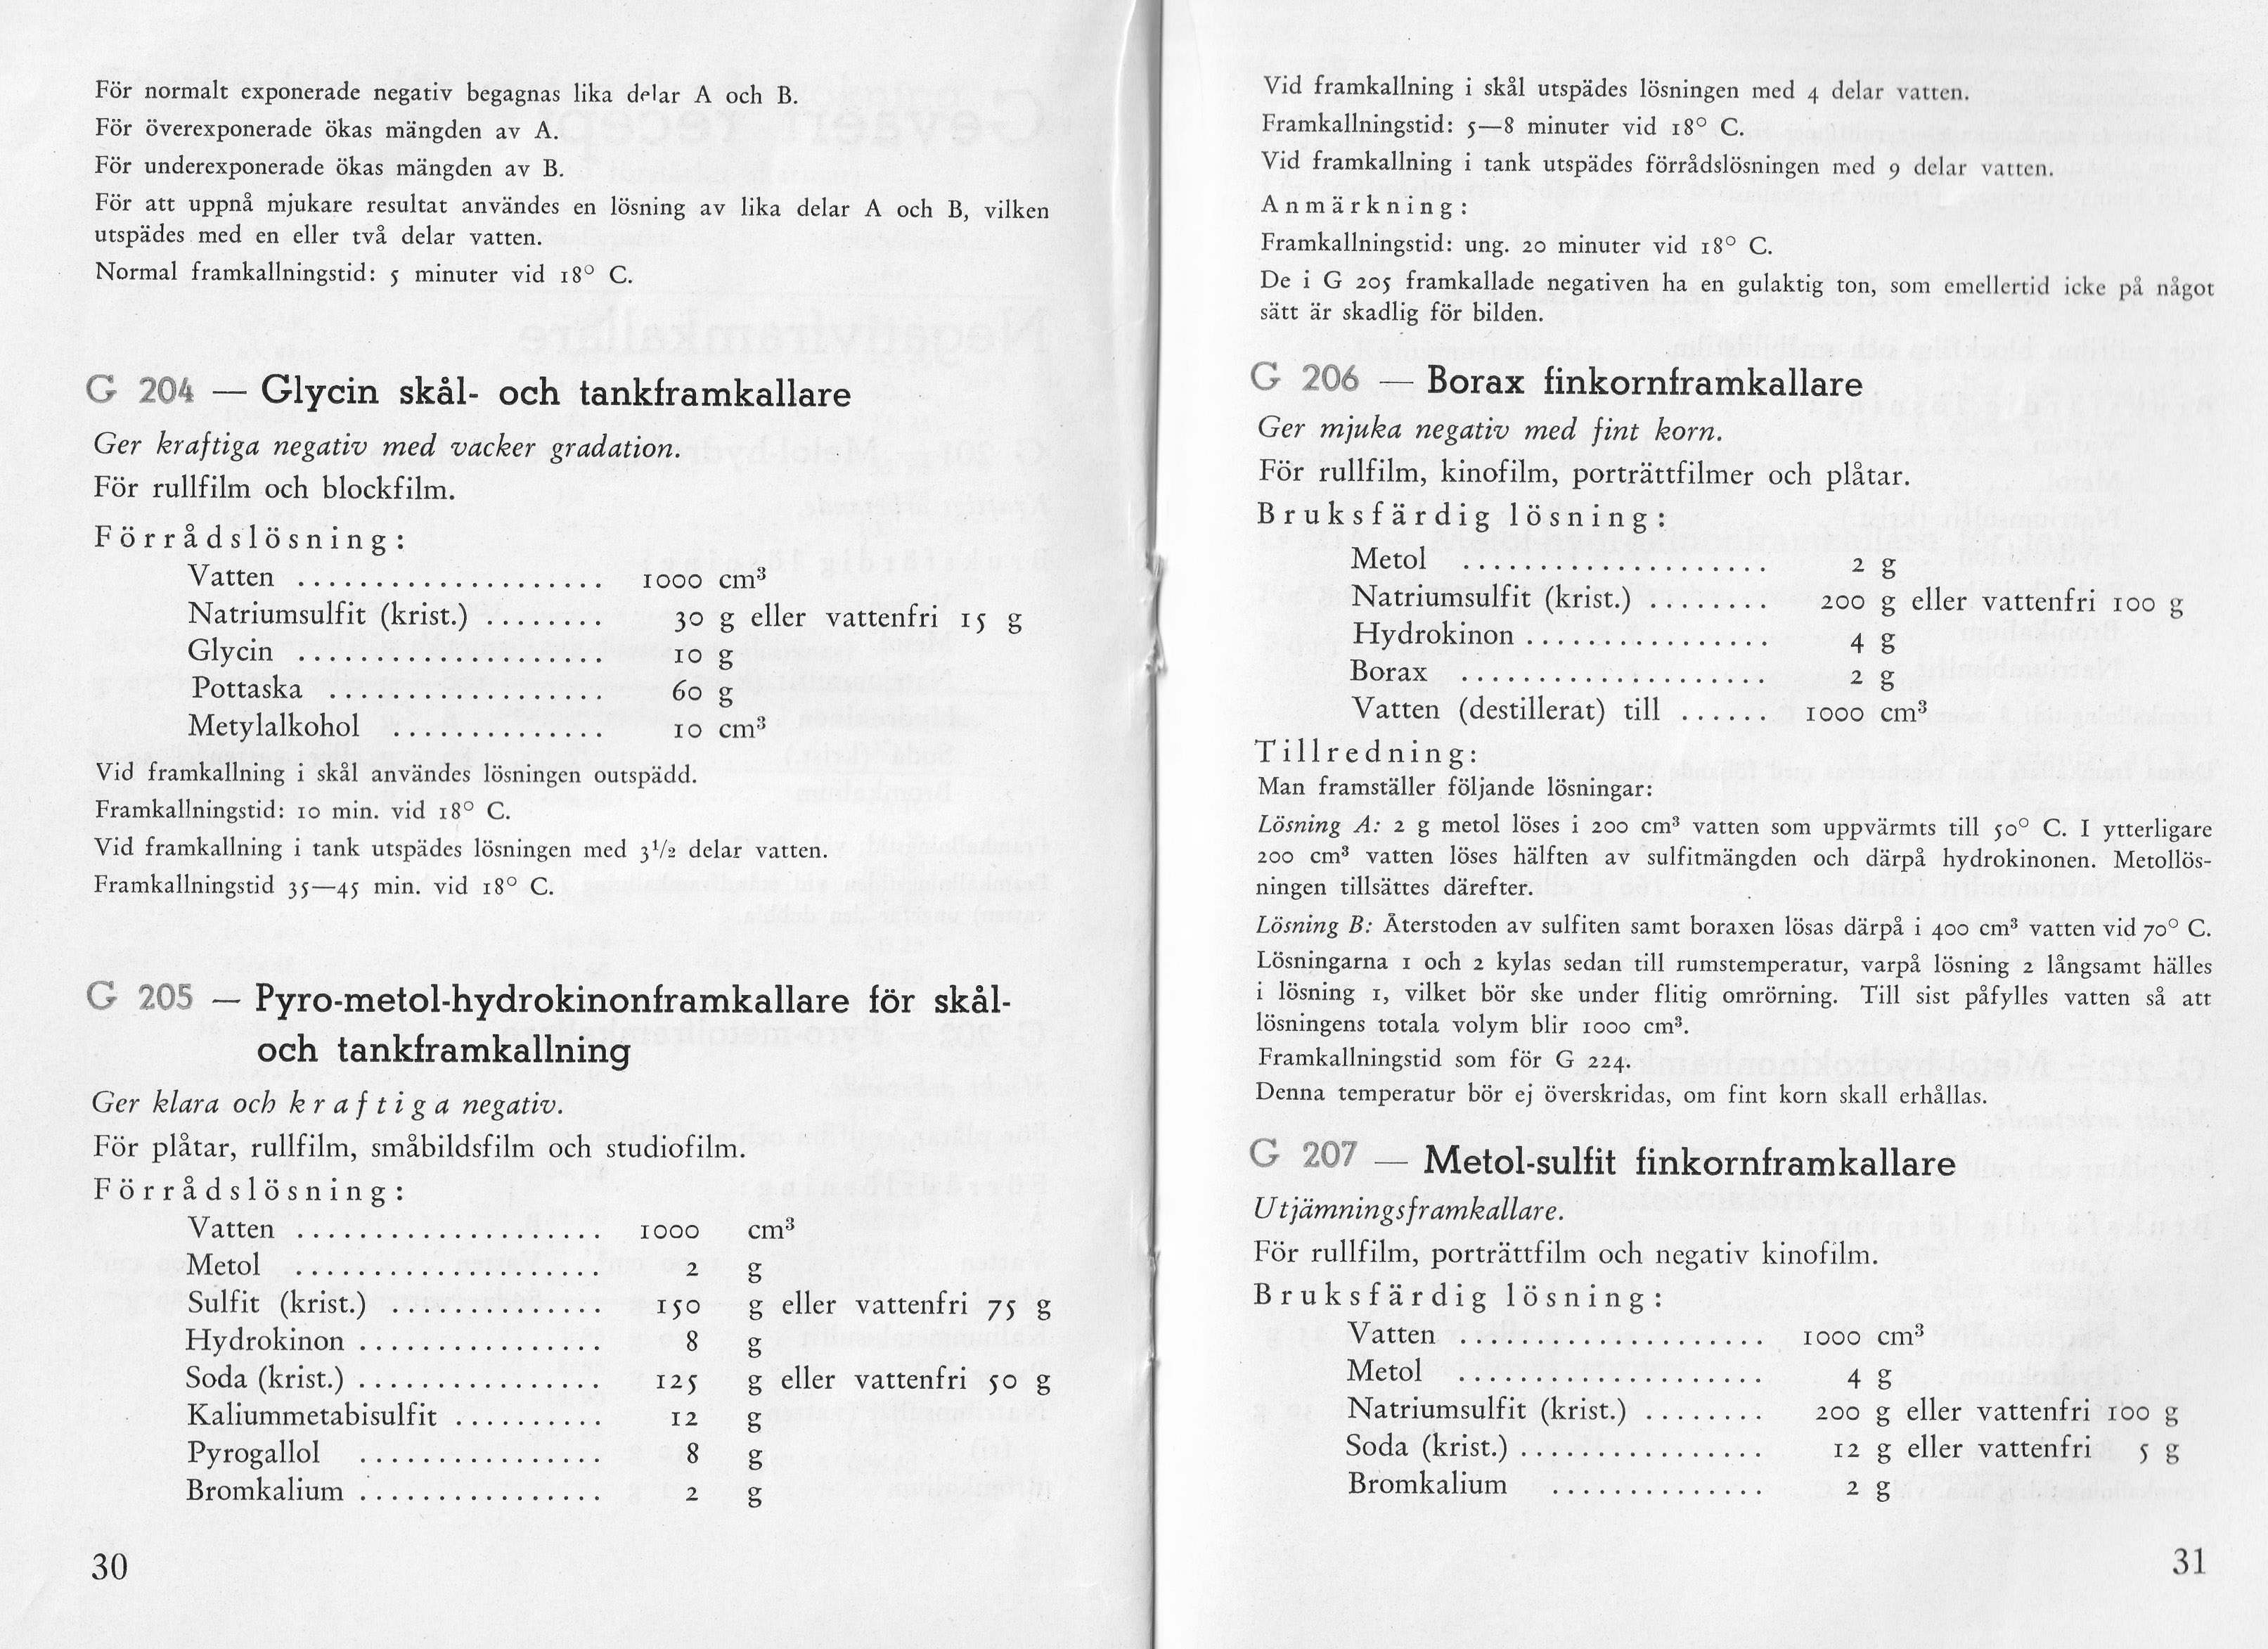 För normalt exponerade negativ begagnas lika delar A och B.
För överexponerade ökas mängden av A.
För underexponerade ökas mängden av B.
För att uppnå mjukare resultat användes en lösning av lika delar A och B, vilken
utspädes med en eller två delar vatten.
Normal framkallningstid: 5 minuter vid 18° C.
G 204 — Glycin skål- och tankframkallare
Ger kraftiga negativ med vacker gradation.
För rullfilm och blockfilm.
Förrådslösning:
Vatten .................... 1000 cm³
Natriumsulfit (krist.) ........ 30 g eller vattenfri 15 g
Glycin .................... 10 g
Pottaska .................. 60 g
Metylalkohol .............. 10 cm³
Vid framkallning i skål användes lösningen outspädd.
Framkallningstid: 10 min. vid 18° C.
Vid framkallning i tank utspädes lösningen med 3¹/₂ delar vatten.
Framkallningstid 35—45 min. vid 18° C.
G 205 — Pyro-metol-hydrokinonframkallare för skål-
och tankframkallning
Ger klara och kraftiga negativ.
För plåtar, rullfilm, småbildsfilm och studiofilm.
Förrådslösning:
Vatten .................... 1000 cm³
Metol .................... 2 g
Sulfit (krist.) .............. 150 g eller vattenfri 75 g
Hydrokinon ................ 8 g
Soda (krist.) ................ 125 g eller vattenfri 50 g
Kaliummetabisulfit .......... 12 g
Pyrogallol ................ 8 g
Bromkalium ................ 2 g
30
Vid framkallning i skål utspädes lösningen med 4 delar vatten.
Framkallningstid: 5—8 minuter vid 18° C.
Vid framkallning i tank utspädes förrådslösningen med 9 delar vatten.
Anmärkning:
Framkallningstid: ung. 20 minuter vid 18° C.
De i G 205 framkallade negativen ha en gulaktig ton, som emellertid icke på något
sätt är skadlig för bilden.
G 206 — Borax finkornframkallare
Ger mjuka negativ med fint korn.
För rullfilm, kinofilm, porträttfilmer och plåtar.
Bruksfärdig lösning:
Metol .................... 2 g
Natriumsulfit (krist.) ........ 200 g eller vattenfri 100 g
Hydrokinon ................ 4 g
Borax .................... 2 g
Vatten (destillerat) till ...... 1000 cm³
Tillredning:
Man framställer följande lösningar:
Lösning A: 2 g metol löses i 200 cm³ vatten som uppvärmts till 50° C. I ytterligare
200 cm³ vatten löses hälften av sulfitmängden och därpå hydrokinonen. Metollös-
ningen tillsättes därefter.
Lösning B: Återstoden av sulfiten samt boraxen lösas därpå i 400 cm³ vatten vid 70° C.
Lösningarna 1 och 2 kylas sedan till rumstemperatur, varpå lösning 2 långsamt hälles
i lösning 1, vilket bör ske under flitig omrörning. Till sist påfylles vatten så att
lösningens totala volym blir 1000 cm³.
Framkallningstid som för G 224.
Denna temperatur bör ej överskridas, om fint korn skall erhållas.
G 207 — Metol-sulfit finkornframkallare
Utjämningsframkallare.
För rullfilm, porträttfilm och negativ kinofilm.
Bruksfärdig lösning:
Vatten .................... 1000 cm³
Metol .................... 4 g
Natriumsulfit (krist.) ........ 200 g eller vattenfri 100 g
Soda (krist.) ................ 12 g eller vattenfri 5 g
Bromkalium .............. 2 g
31